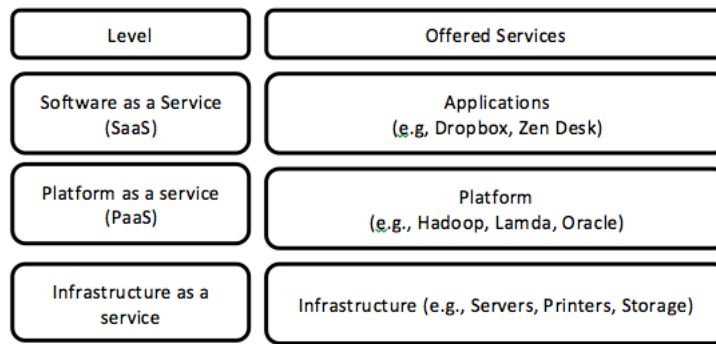 Level
Offered Services
Software as a Service
(SaaS)
Applications
(e.g, Dropbox, Zen Desk)
Platform as a service
(PaaS)
Platform
(e.g., Hadoop, Lamda, Oracle)
Infrastructure as a
service
Infrastructure (e.g., Servers, Printers, Storage)